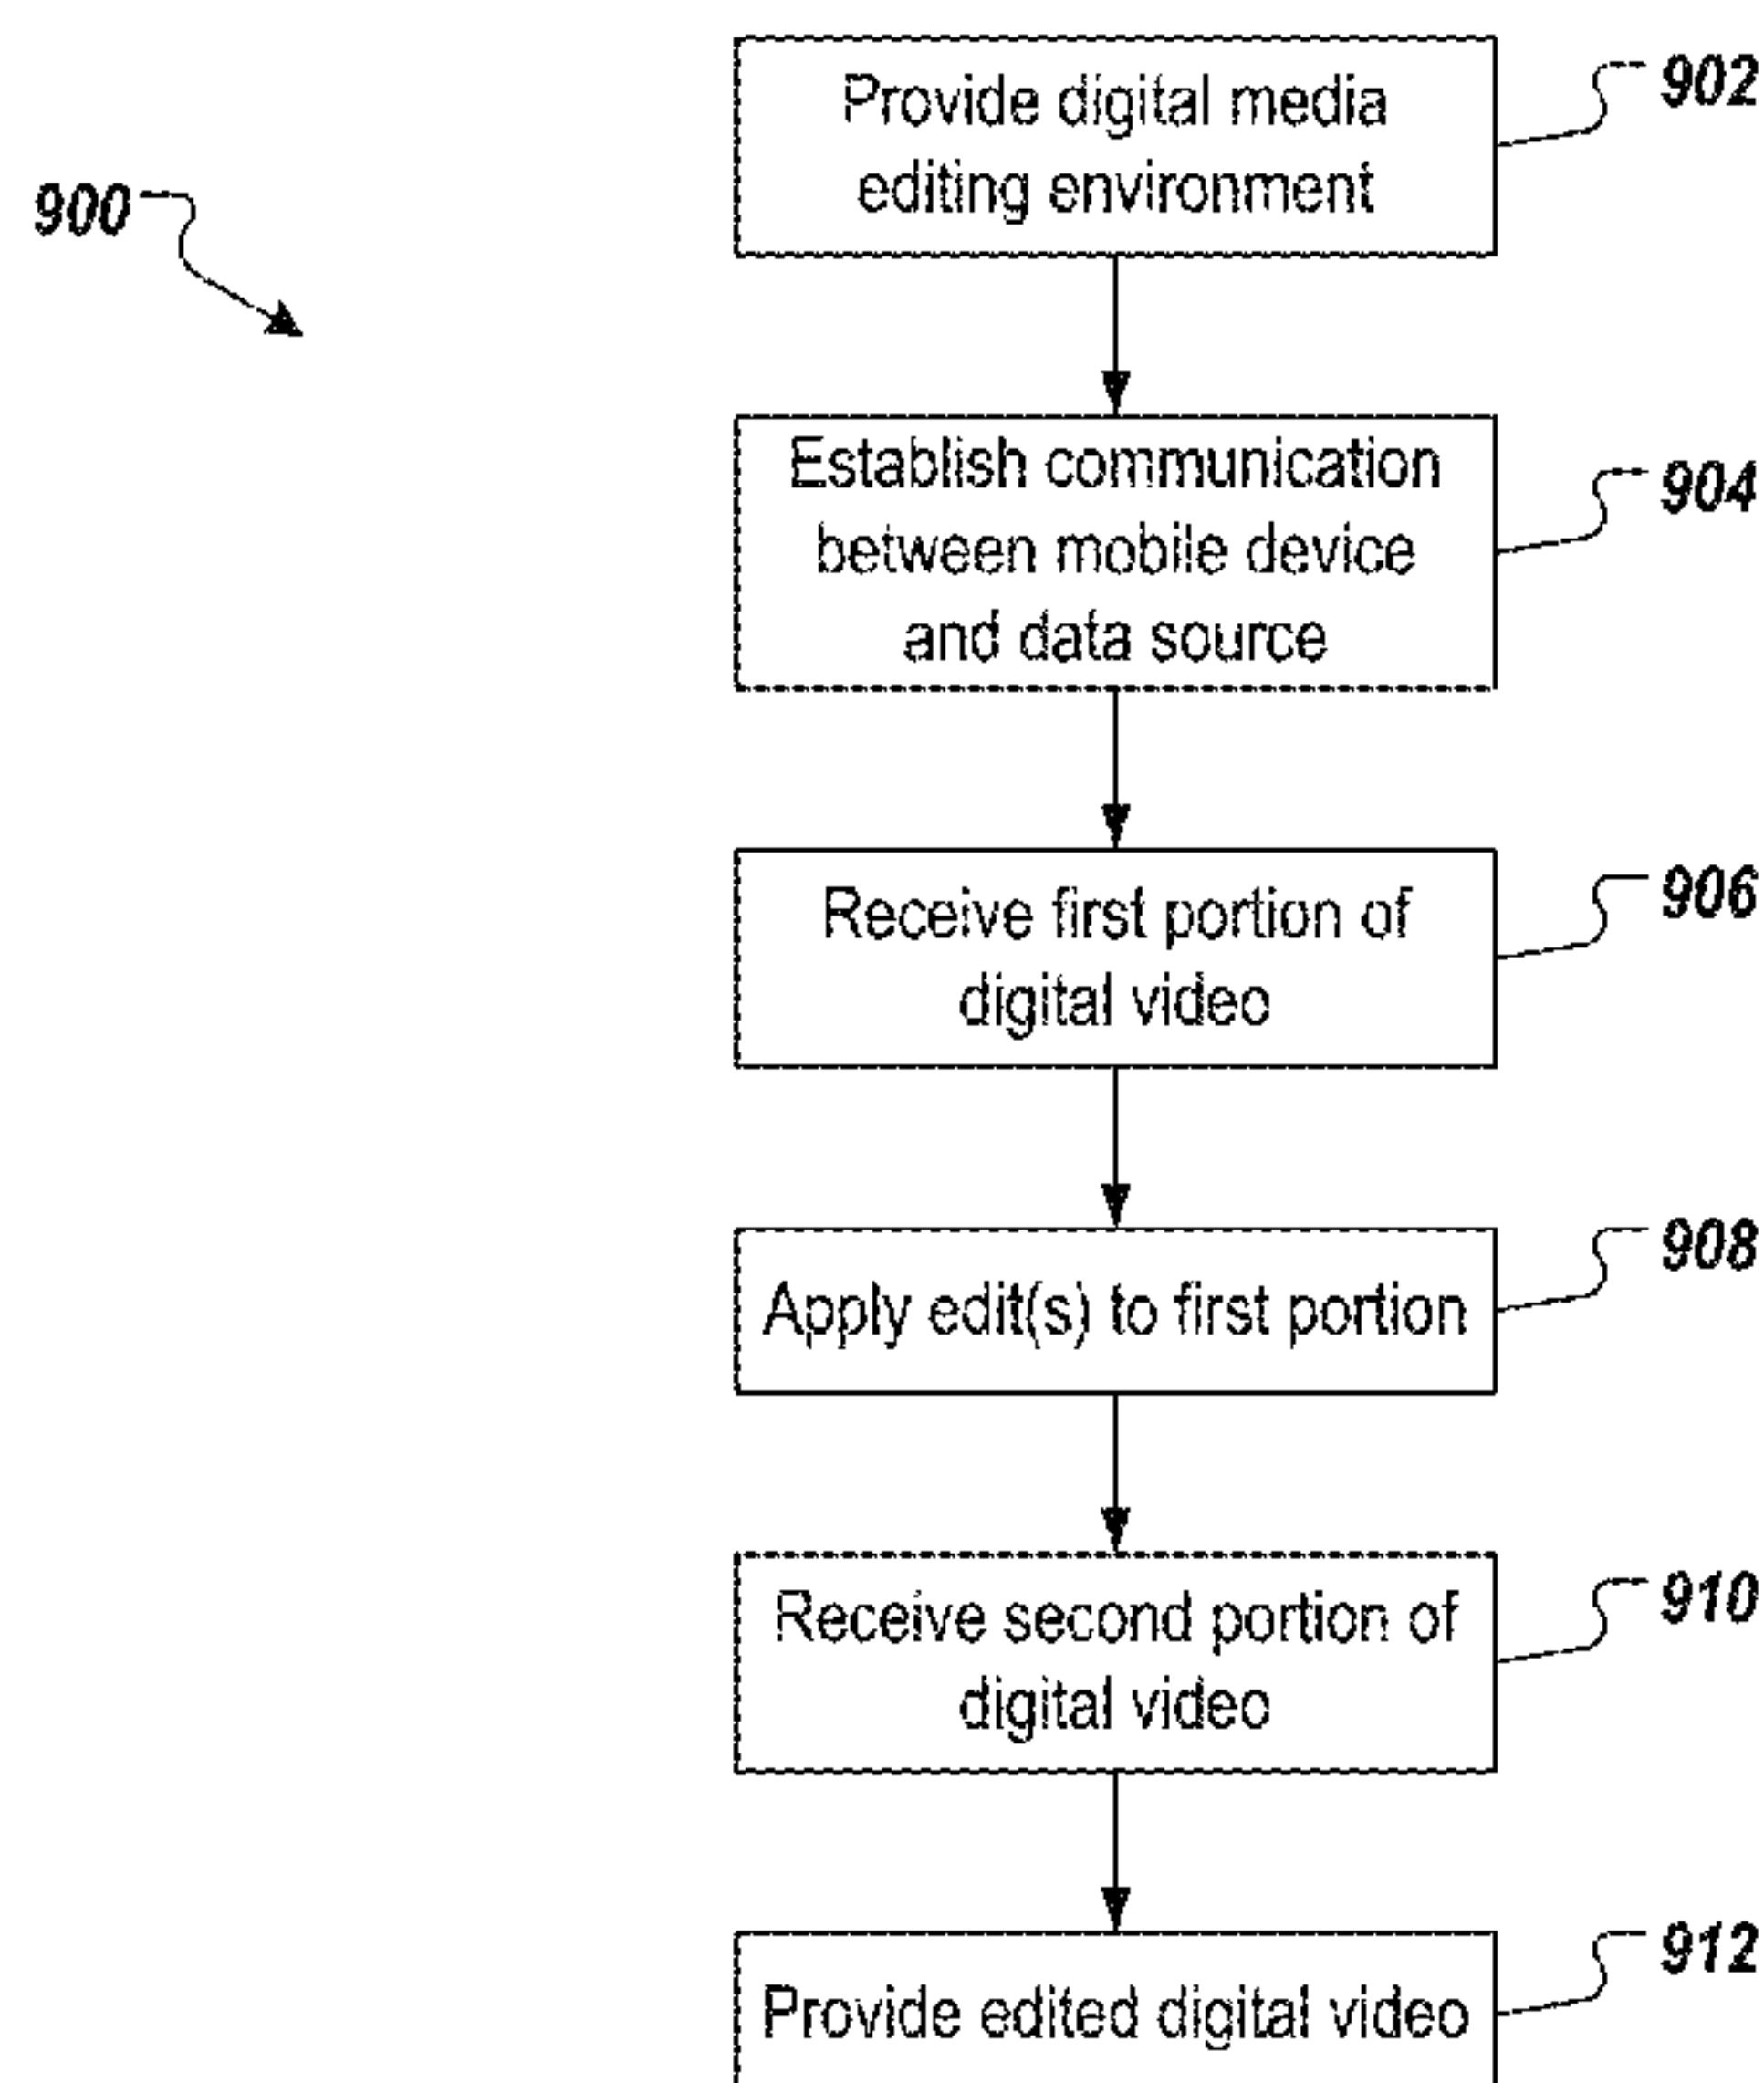 900
Provide digital media
editing environment
902
Establish communication
between mobile device
and data source
904
Receive first portion of
digital video
906
Apply edit(s) to first portion
908
Receive second portion of
digital video
910
Provide edited digital video
912